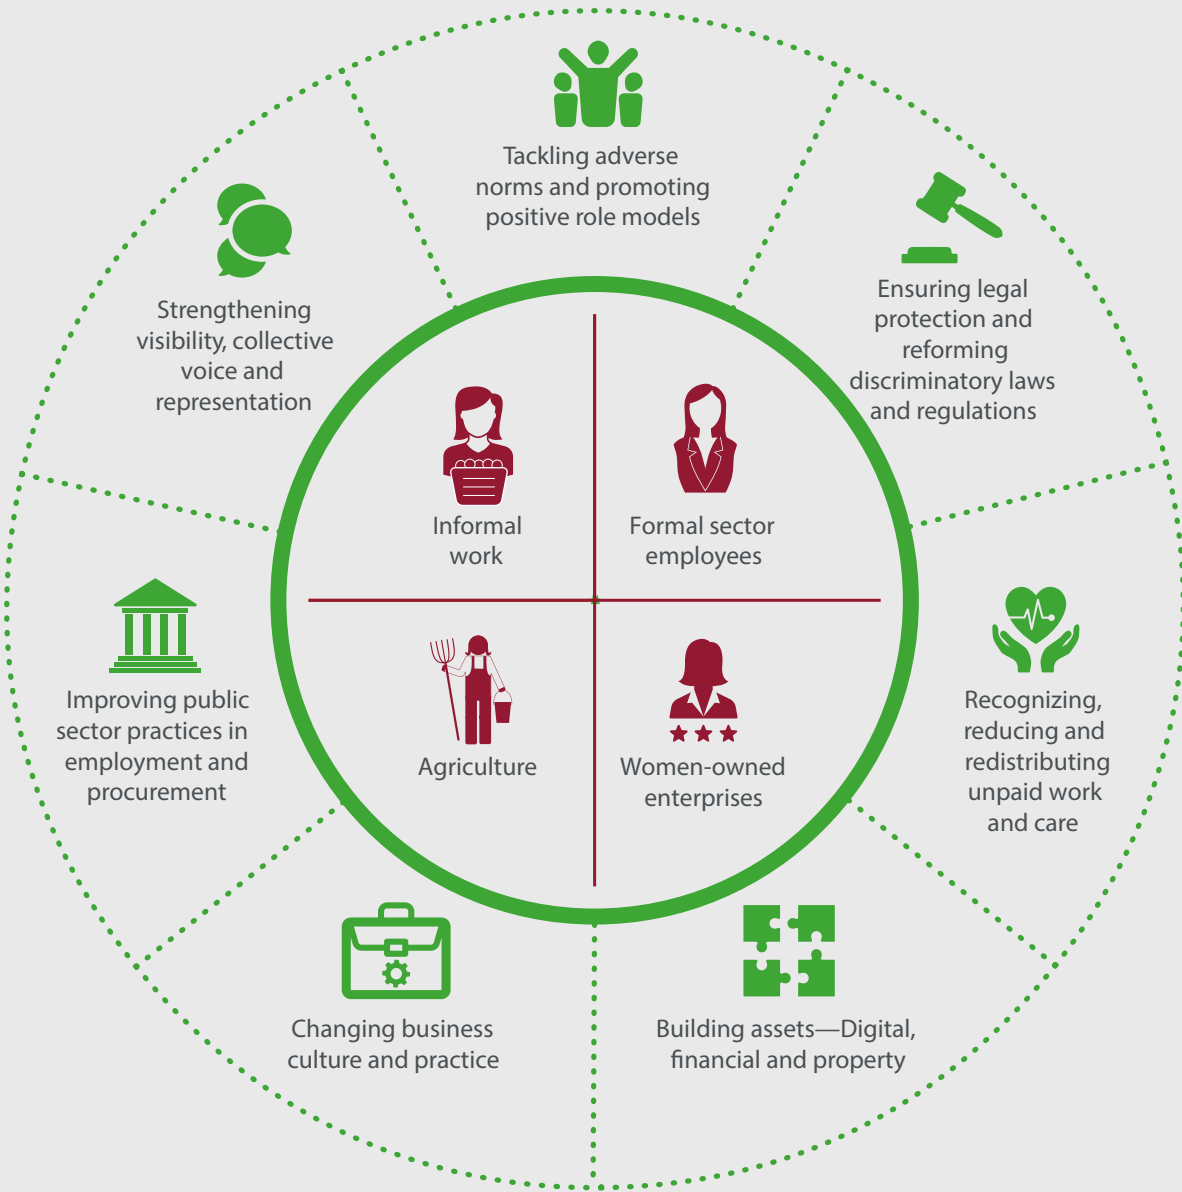 Tackling adverse
norms and promoting
positive role models
Ensuring legal
protection and
reforming
discriminatory laws
and regulations
Recognizing,
reducing and
redistributing
unpaid work
and care
Building assets—Digital,
financial and property
Changing business
culture and practice
Improving public
sector practices in
employment and
procurement
Strengthening
visibility, collective
voice and
representation
Informal
work
Formal sector
employees
Agriculture
Women-owned
enterprises